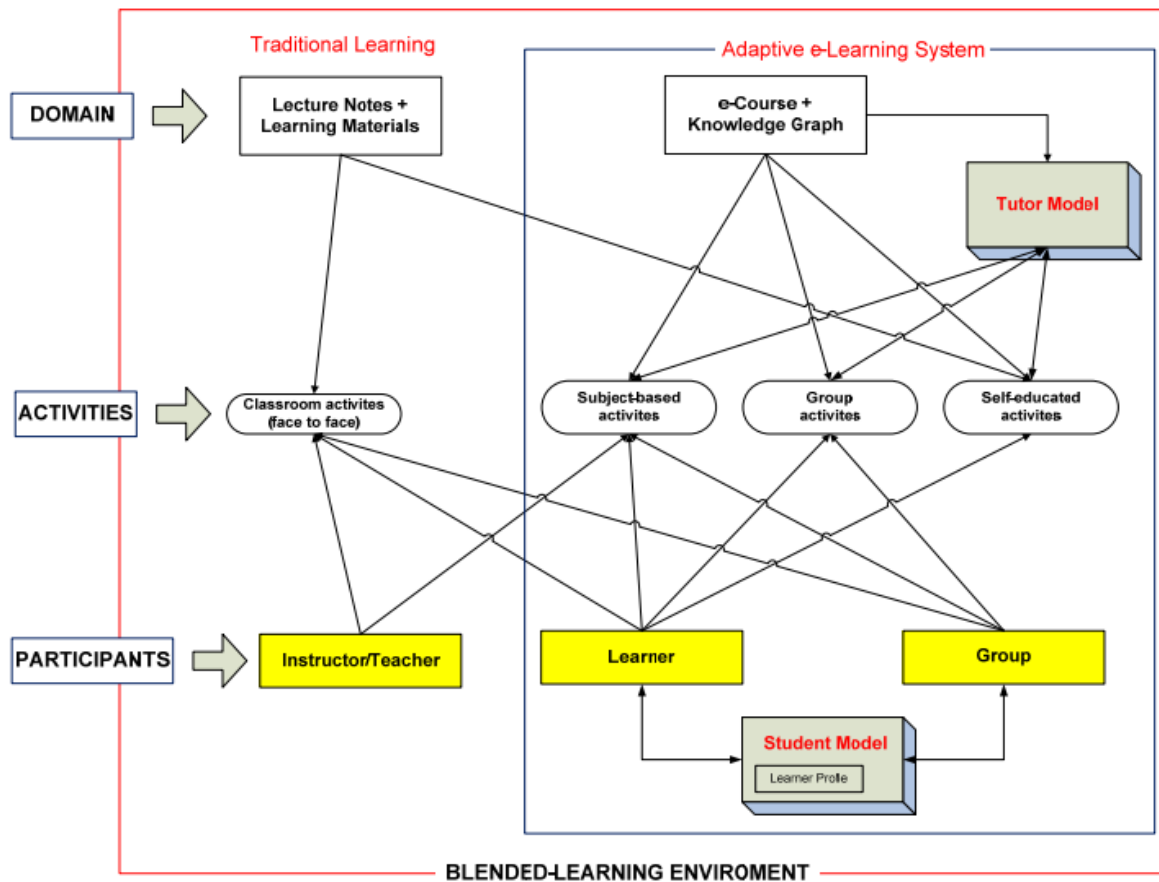 Traditional Learning
Adaptive e-Learning System
DOMAIN
Lecture Notes +
Learning Materials
e-Course +
Knowledge Graph
Tutor Model
ACTIVITIES
Classroom activites
(face to face)
Subject-based
activites
Group
activites
Self-educated
activites
PARTICIPANTS
Instructor/Teacher
Learner
Group
Student Model
Learner Profle
BLENDED-LEARNING ENVIROMENT